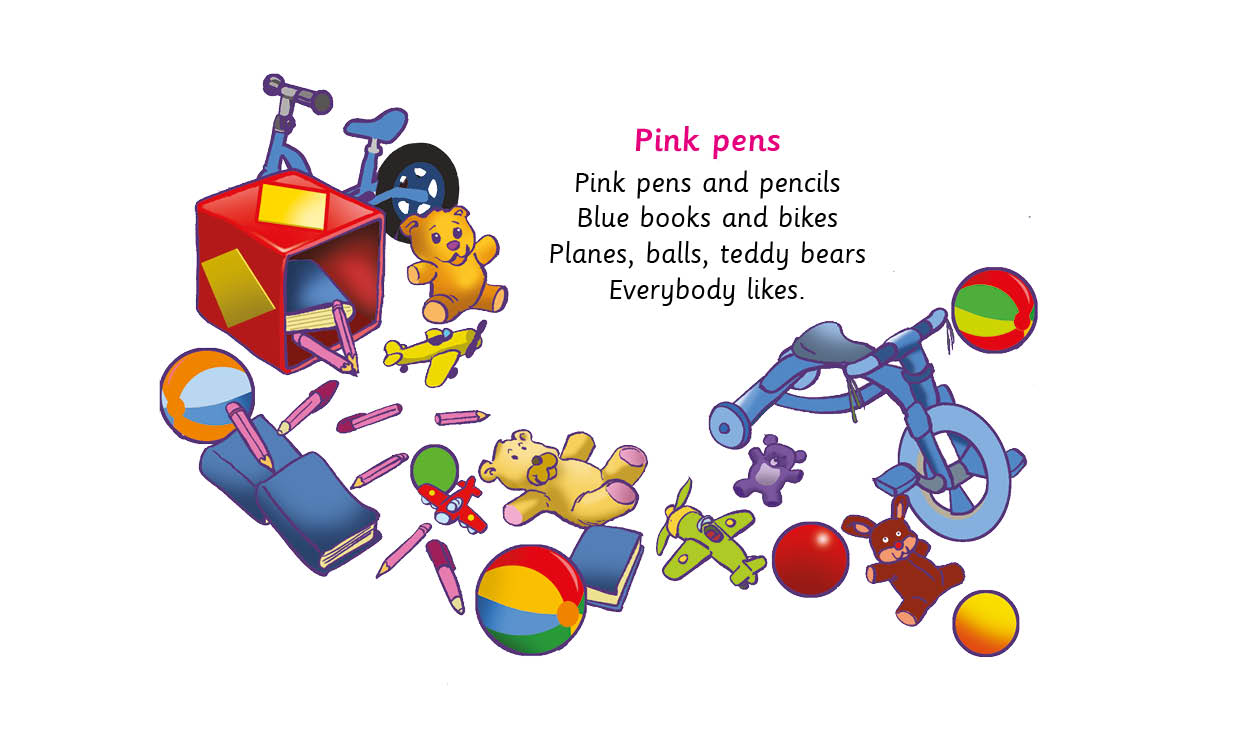 Pink pens
Pink pens and pencils
Blue books and bikes
Planes, balls, teddy bears
Everybody likes.